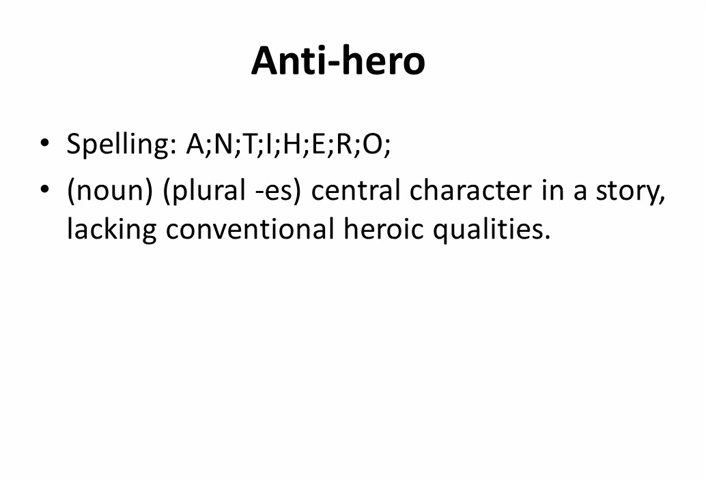 Anti-hero
• Spelling: A;N;T;I;H;E;R;O;
• (noun) (plural -es) central character in a story,
lacking conventional heroic qualities.